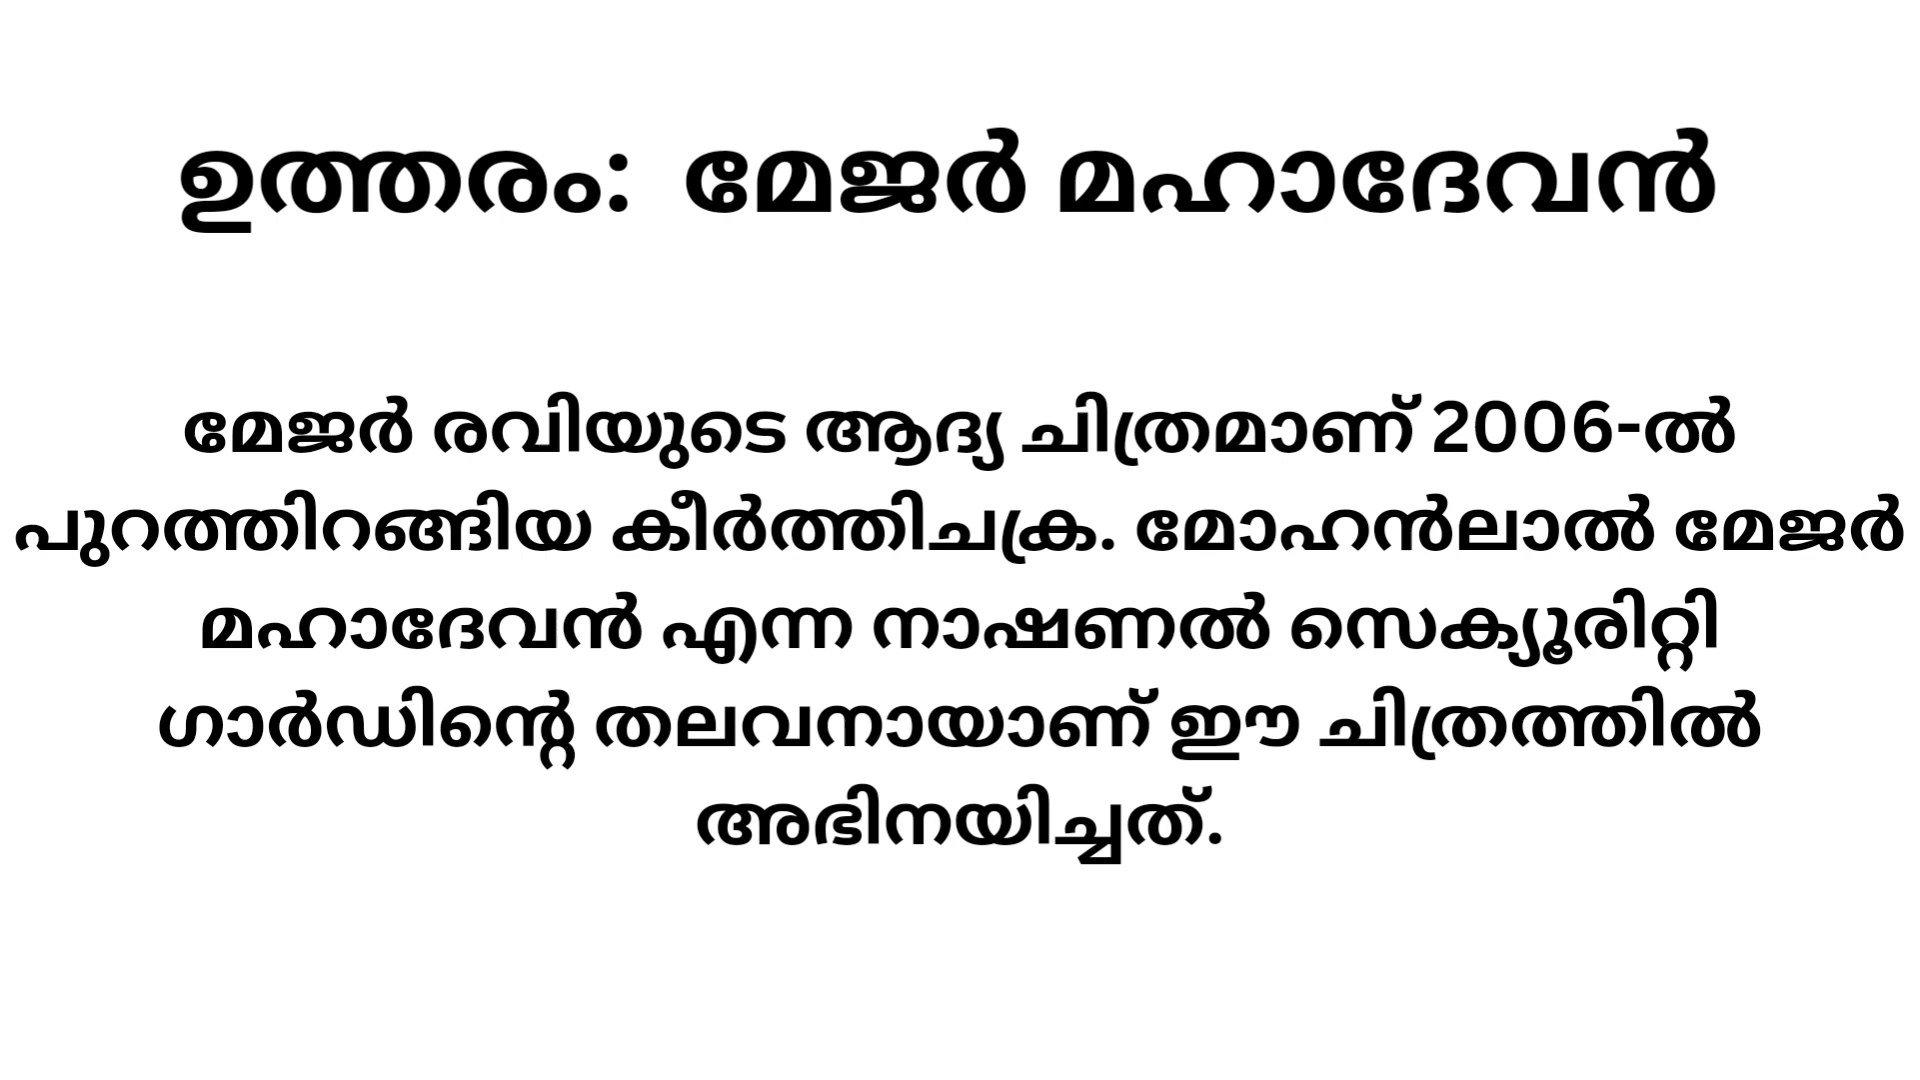 ഉത്തരം:  മേജർ മഹാദേവൻ
മേജർ രവിയുടെ ആദ്യ ചിത്രമാണ് 2006-ൽ
പുറത്തിറങ്ങിയ കീർത്തിചക്ര. മോഹൻലാൽ മേജർ
മഹാദേവൻ എന്ന നാഷണൽ സെക്യൂരിറ്റി
ഗാർഡിന്റെ തലവനായാണ് ഈ ചിത്രത്തിൽ
അഭിനയിച്ചത്.